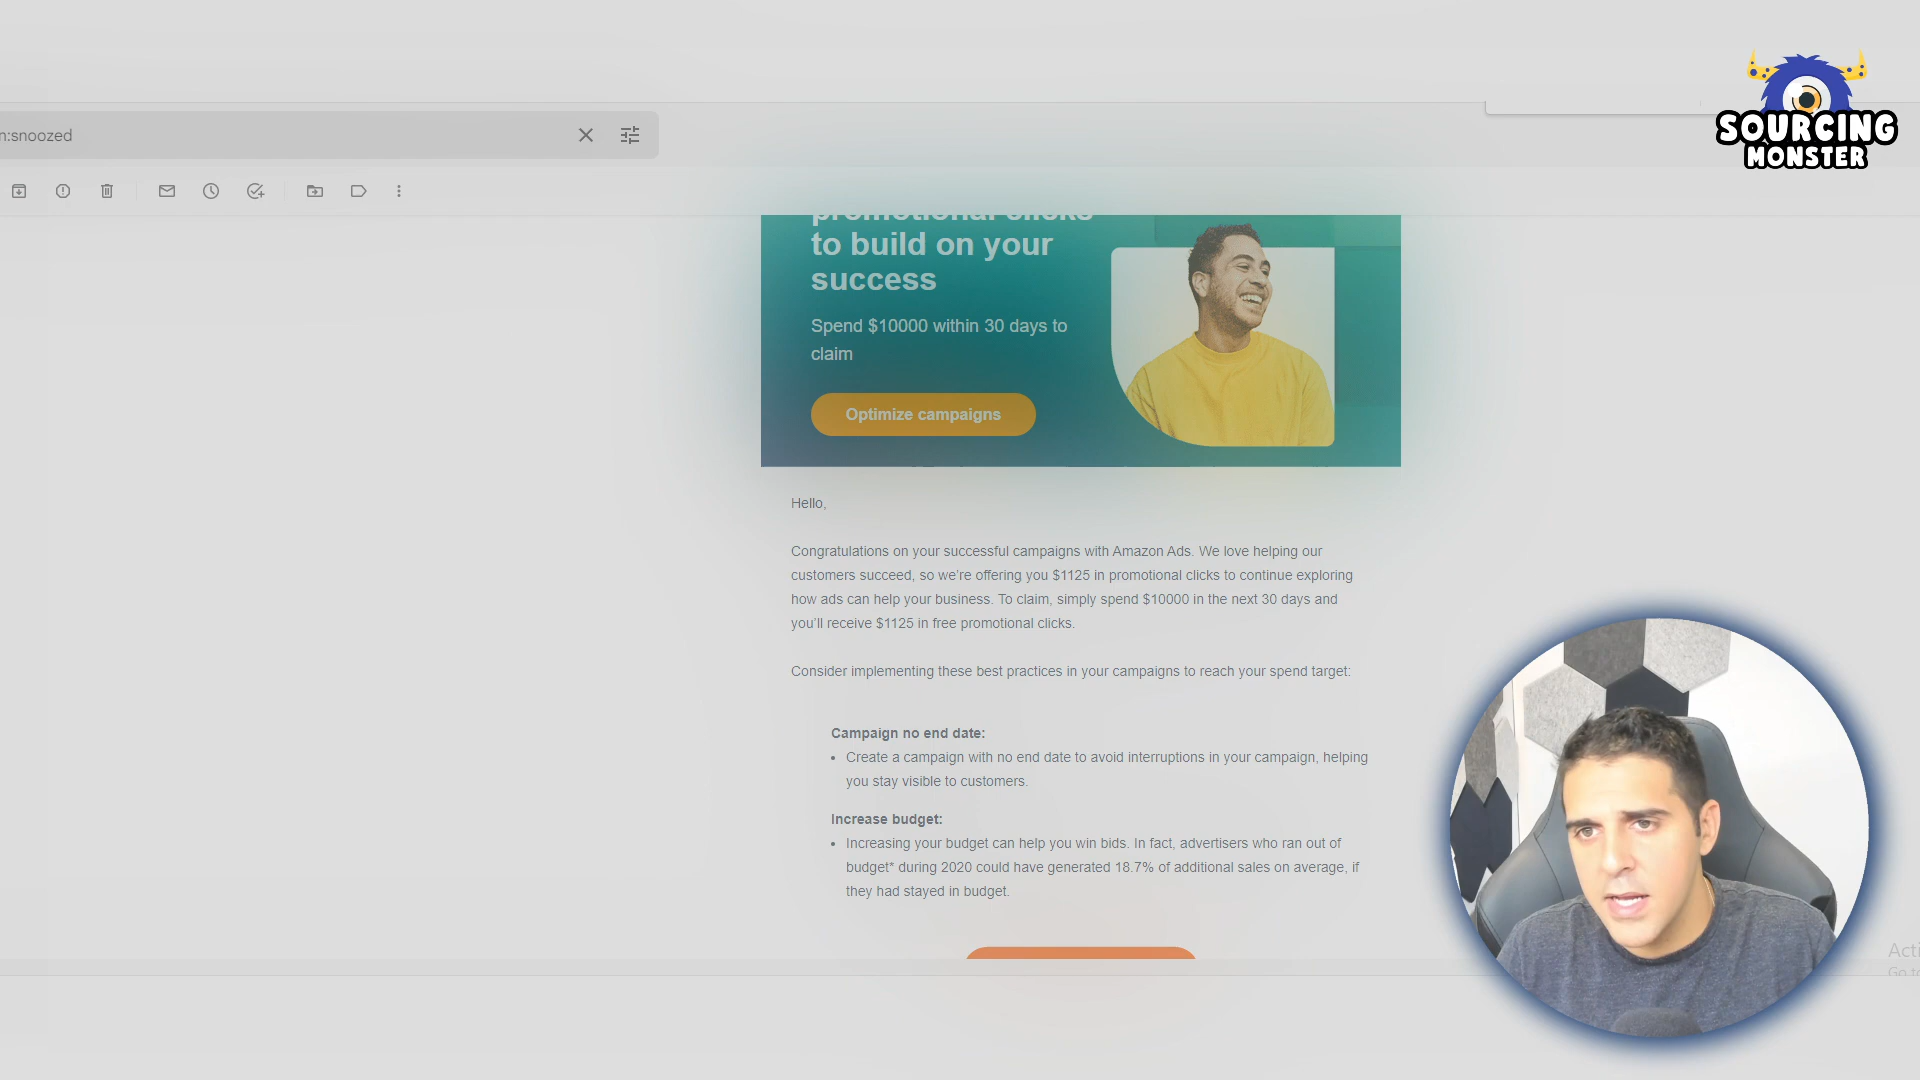 SOURCING
MONSTER
n:snoozed
promotional clicks
to build on your
success
Spend $10000 within 30 days to
claim
Optimize campaigns
Hello,
Congratulations on your successful campaigns with Amazon Ads. We love helping our
customers succeed, so we’re offering you $1125 in promotional clicks to continue exploring
how ads can help your business. To claim, simply spend $10000 in the next 30 days and
you’ll receive $1125 in free promotional clicks.
Consider implementing these best practices in your campaigns to reach your spend target:
Campaign no end date:
• Create a campaign with no end date to avoid interruptions in your campaign, helping
you stay visible to customers.
Increase budget:
• Increasing your budget can help you win bids. In fact, advertisers who ran out of
budget* during 2020 could have generated 18.7% of additional sales on average, if
they had stayed in budget.
Acti
Go to